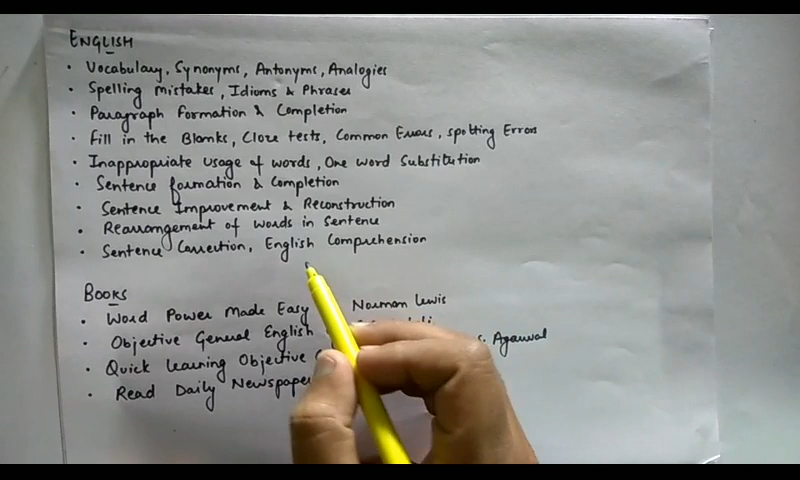 ENGLISH
· Vocabulary, Synonyms, Antonyms, Analogies
· Spelling mistakes, Idioms & Phrases
· Paragraph Formation & Completion
· Fill in the Blanks, Cloze tests, Common Errors, spotting Errors
· Inappropriate usage of words, One Word Substitution
· Sentence formation & Completion
· Sentence Improvement & Reconstruction
· Rearrangement of words in Sentence
· Sentence Correction, English Comprehension
BOOKS
· Word Power Made Easy Norman Lewis
· Objective General English
· Quick Learning Objective S. Agarwal
· Read Daily Newspaper